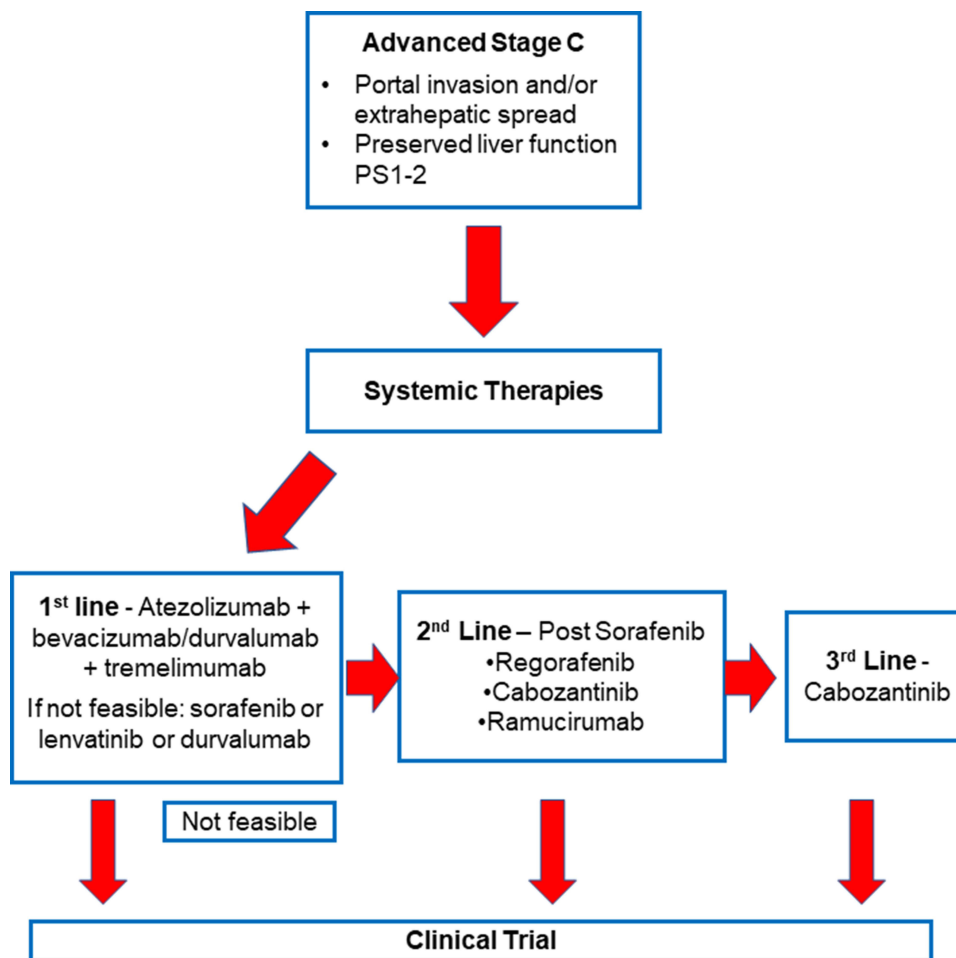 Advanced Stage C
• Portal invasion and/or
extrahepatic spread
• Preserved liver function
PS1-2
Systemic Therapies
1st line - Atezolizumab +
bevacizumab/durvalumab
+ tremelimumab
If not feasible: sorafenib or
lenvatinib or durvalumab
2nd Line – Post Sorafenib
•Regorafenib
•Cabozantinib
•Ramucirumab
3rd Line -
Cabozantinib
Not feasible
Clinical Trial